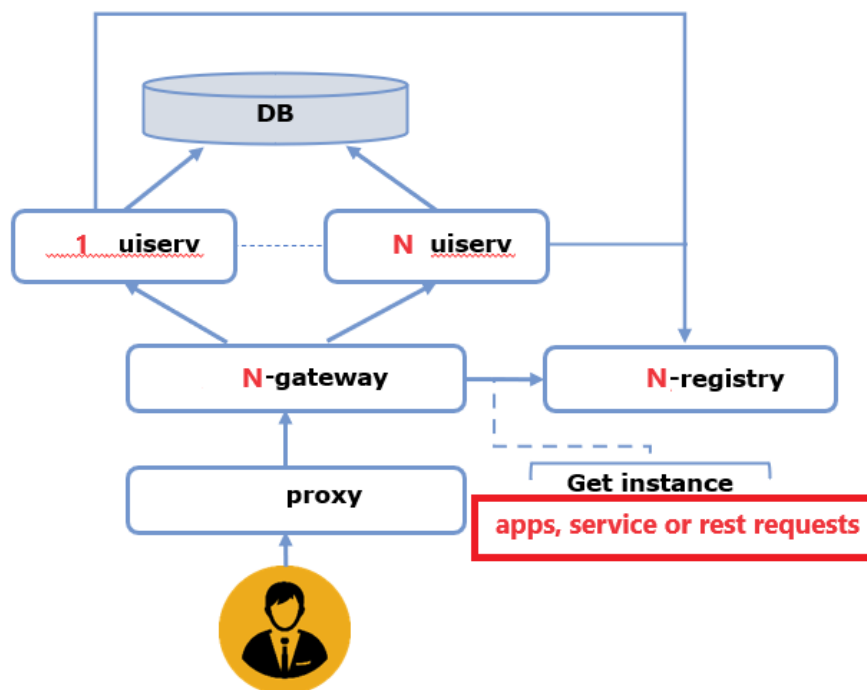 DB
1 uiserv
N uiserv
N-gateway
N-registry
proxy
Get instance
apps, service or rest requests